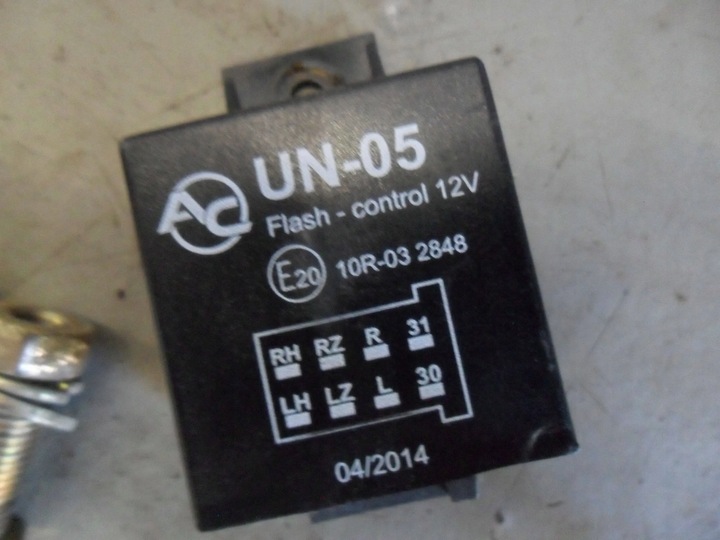 AC
UN-05
Flash - control 12V
E20 10R-03 2848
RH RZ R 31
LH LZ L 30
04/2014